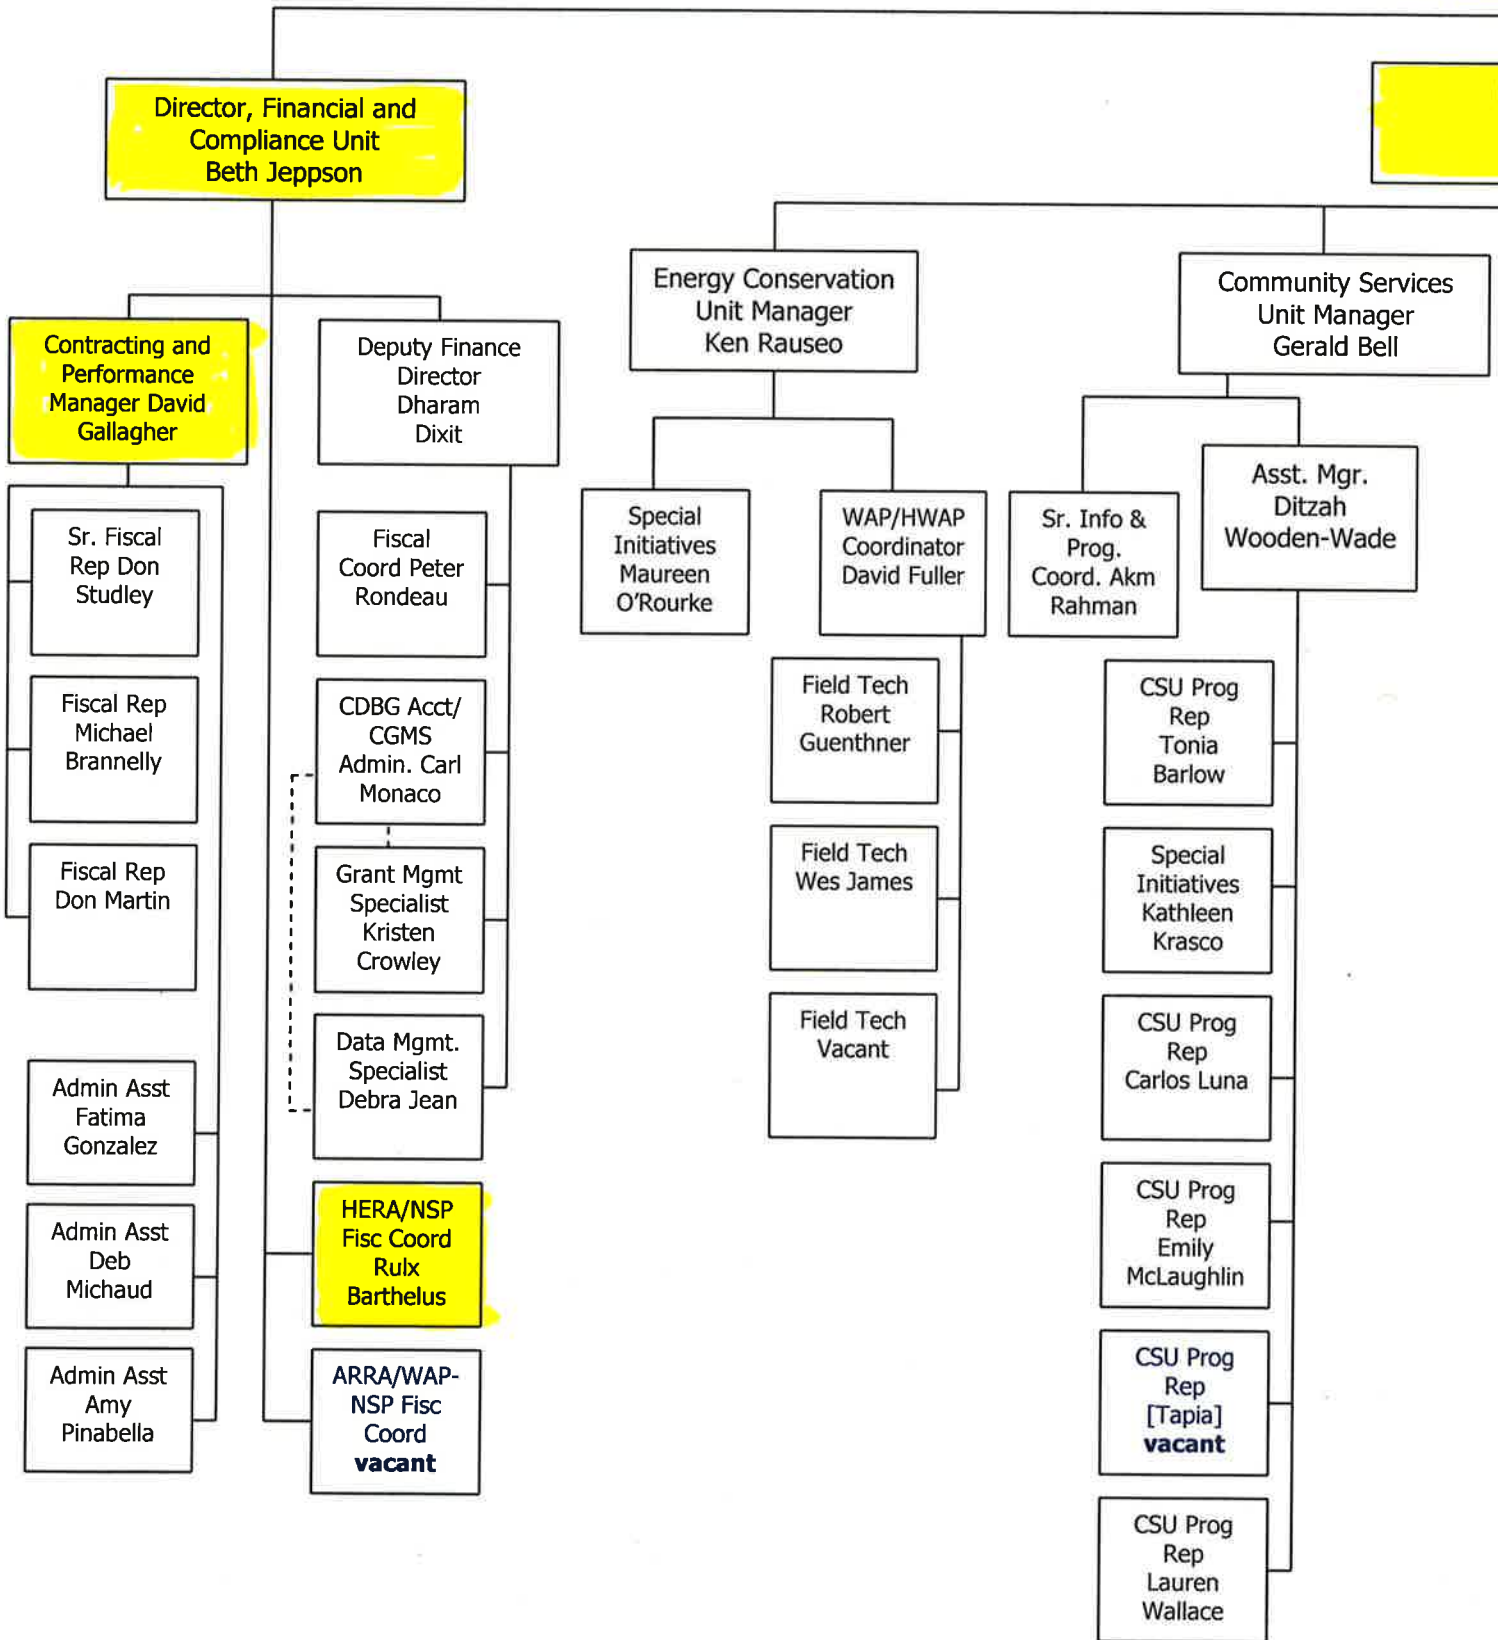 Director, Financial and
Compliance Unit
Beth Jeppson
Energy Conservation
Unit Manager
Ken Rauseo
Community Services
Unit Manager
Gerald Bell
Contracting and
Performance
Manager David
Gallagher
Deputy Finance
Director
Dharam
Dixit
Special
Initiatives
Maureen
O'Rourke
WAP/HWAP
Coordinator
David Fuller
Sr. Info &
Prog.
Coord. Akm
Rahman
Asst. Mgr.
Ditzah
Wooden-Wade
Sr. Fiscal
Rep Don
Studley
Fiscal Rep
Michael
Brannelly
Fiscal Rep
Don Martin
Admin Asst
Fatima
Gonzalez
Admin Asst
Deb
Michaud
Admin Asst
Amy
Pinabella
Fiscal
Coord Peter
Rondeau
CDBG Acct/
CGMS
Admin. Carl
Monaco
Grant Mgmt
Specialist
Kristen
Crowley
Data Mgmt.
Specialist
Debra Jean
HERA/NSP
Fisc Coord
Rulx
Barthelus
ARRA/WAP-
NSP Fisc
Coord
vacant
Field Tech
Robert
Guenthner
Field Tech
Wes James
Field Tech
Vacant
CSU Prog
Rep
Tonia
Barlow
Special
Initiatives
Kathleen
Krasco
CSU Prog
Rep
Carlos Luna
CSU Prog
Rep
Emily
McLaughlin
CSU Prog
Rep
[Tapia]
vacant
CSU Prog
Rep
Lauren
Wallace